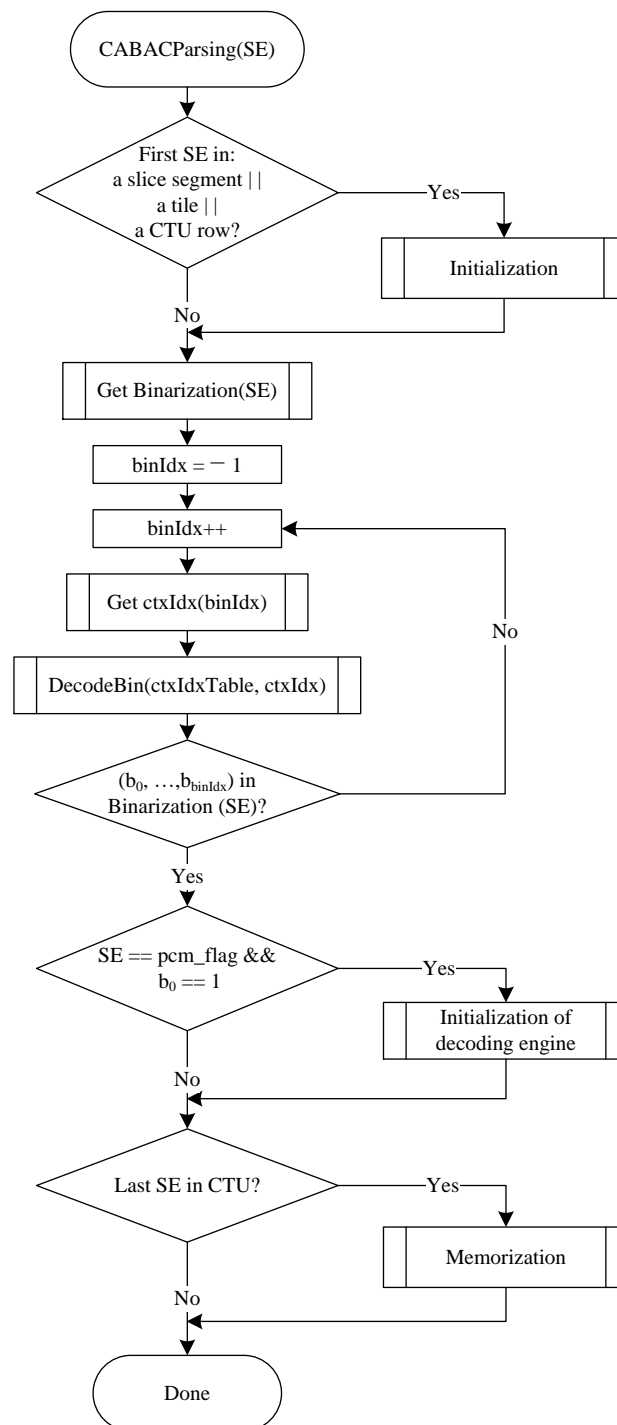 CABACParsing(SE)
First SE in:
a slice segment ||
a tile ||
a CTU row?
Yes
Initialization
No
Get Binarization(SE)
binIdx = − 1
binIdx++
Get ctxIdx(binIdx)
No
DecodeBin(ctxIdxTable, ctxIdx)
(b0, …,bbinIdx) in
Binarization (SE)?
Yes
SE == pcm_flag &&
b0 == 1
Yes
Initialization of
decoding engine
No
Last SE in CTU?
Yes
Memorization
No
Done